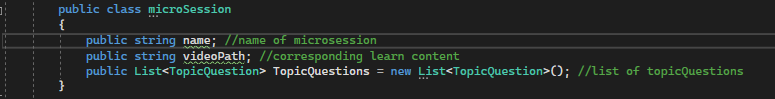 public class microSession
{
public string name; //name of microsession
public string videoPath; //corresponding learn content
public List<TopicQuestion> TopicQuestions = new List<TopicQuestion>(); //list of topicQuestions
}